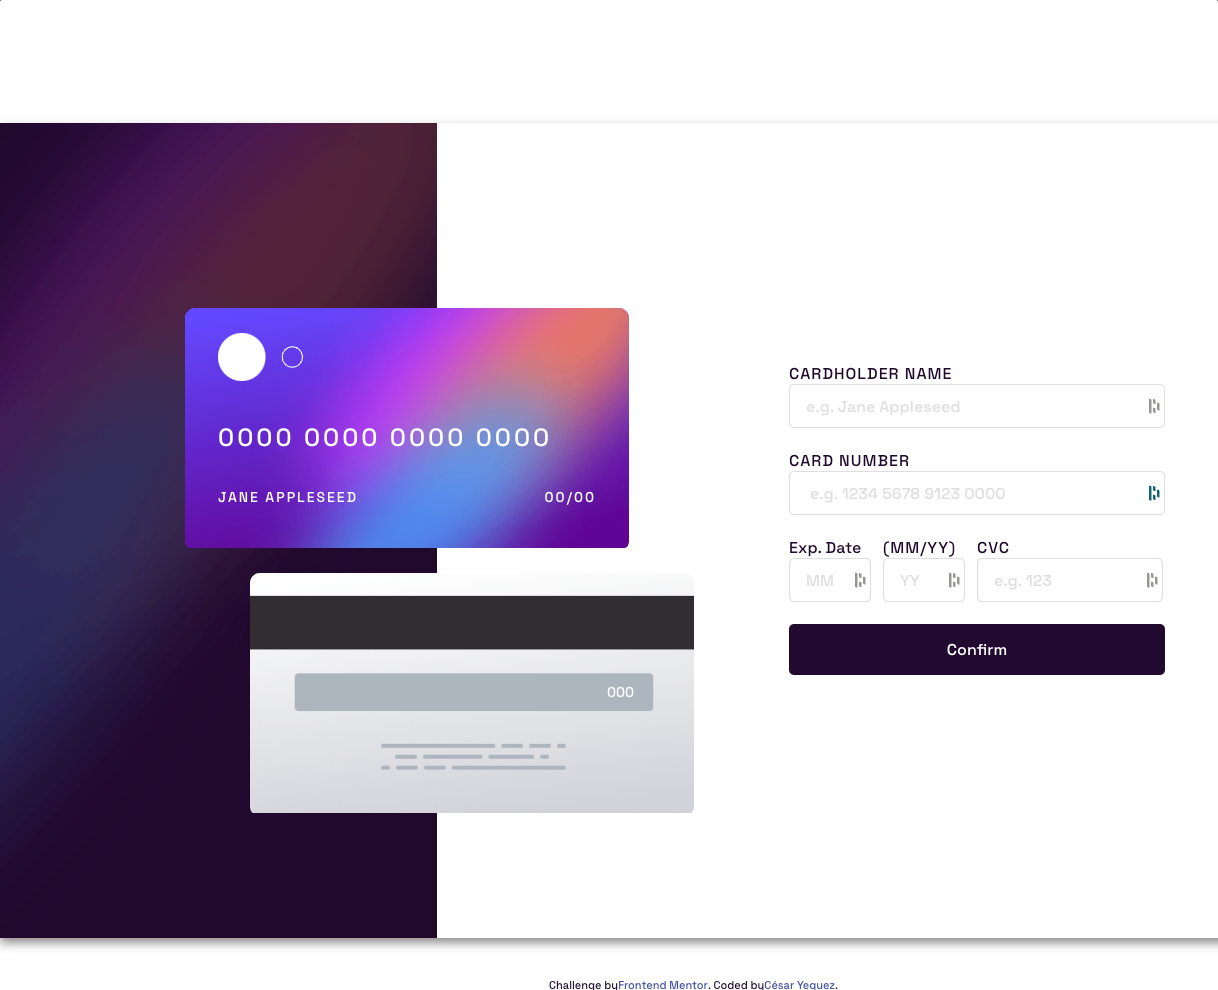 0000 0000 0000 0000
JANE APPLESEED 00/00
000
CARDHOLDER NAME
e.g. Jane Appleseed
CARD NUMBER
e.g. 1234 5678 9123 0000
Exp. Date (MM/YY) CVC
MM YY e.g. 123
Confirm
Challenge byFrontend Mentor. Coded byCésar Yeguez.